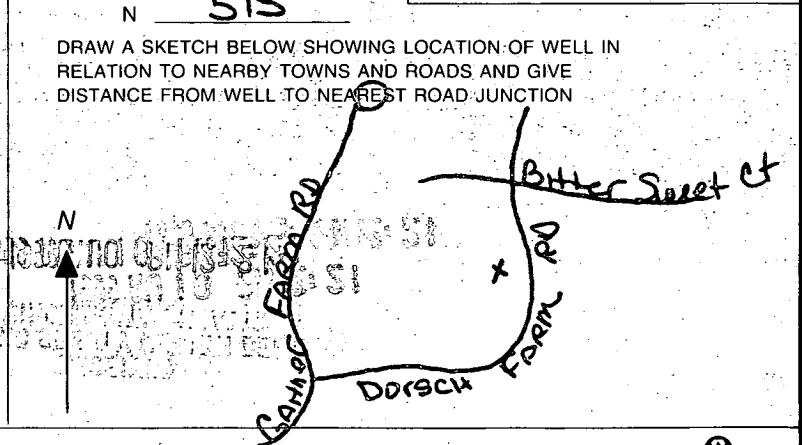 N 515
DRAW A SKETCH BELOW SHOWING LOCATION OF WELL IN
RELATION TO NEARBY TOWNS AND ROADS AND GIVE
DISTANCE FROM WELL TO NEAREST ROAD JUNCTION
Bitter Sweet Ct
N
FARM RD
X
DORSCH FARM RD